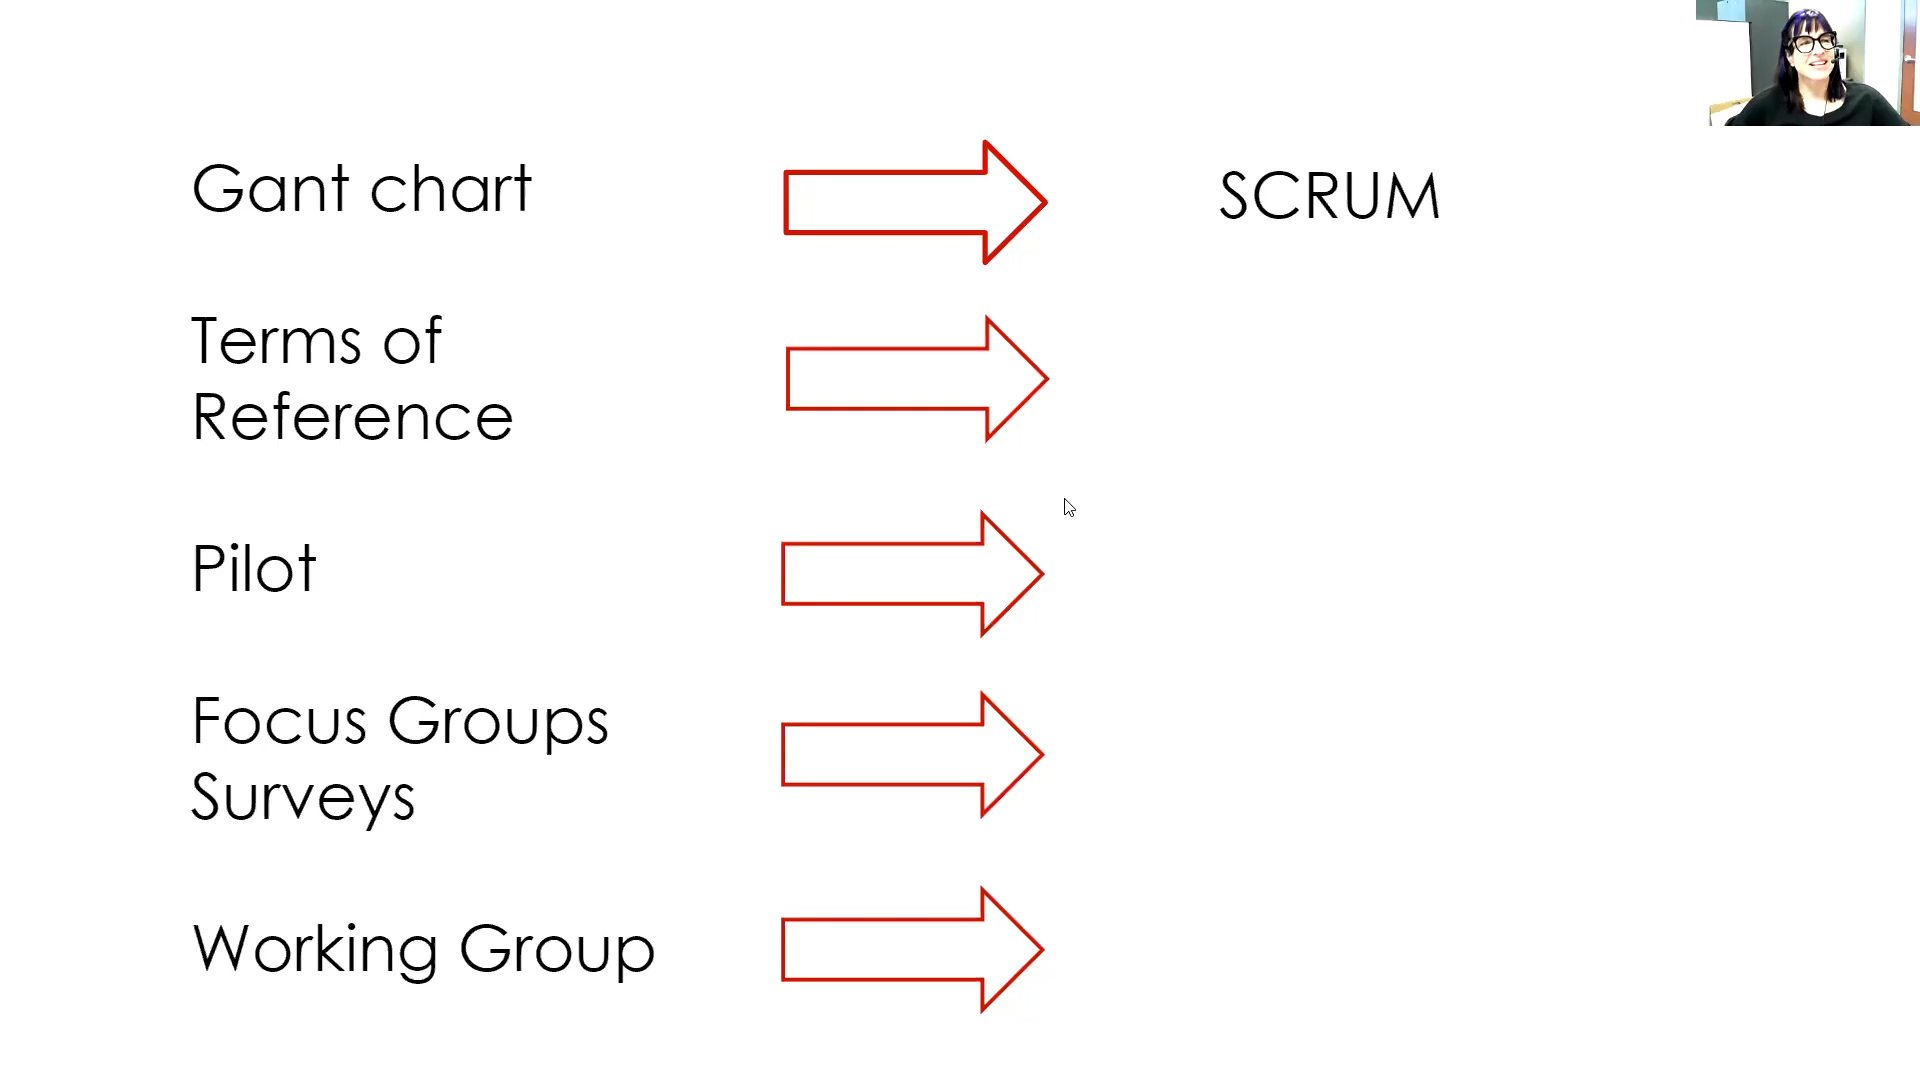 Gant chart
SCRUM
Terms of
Reference
Pilot
Focus Groups
Surveys
Working Group